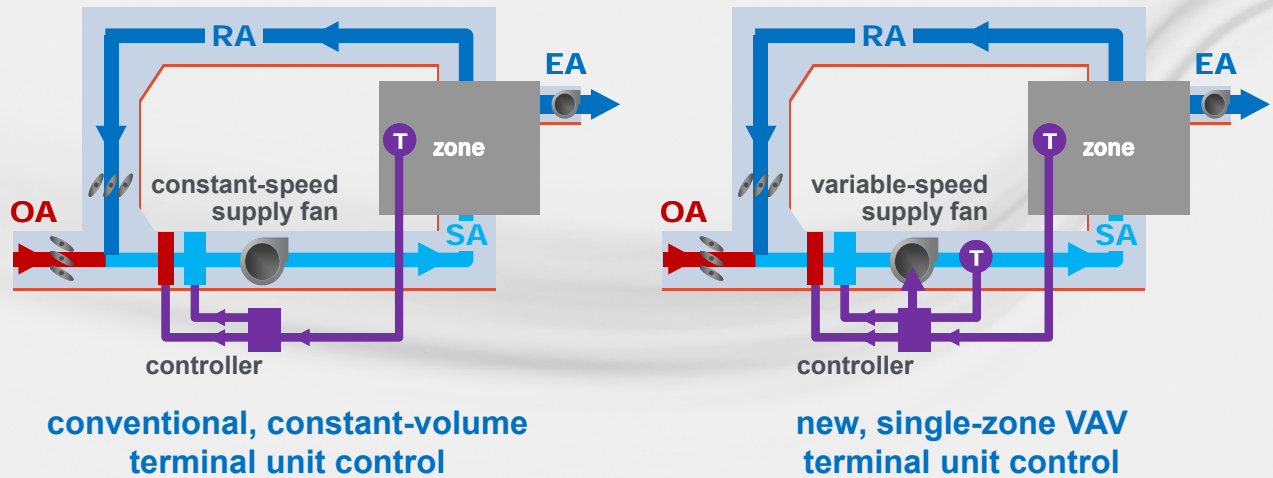 RA
EA
T
zone
constant-speed
supply fan
OA
SA
controller
conventional, constant-volume
terminal unit control
RA
EA
T
zone
variable-speed
supply fan
OA
SA
T
controller
new, single-zone VAV
terminal unit control